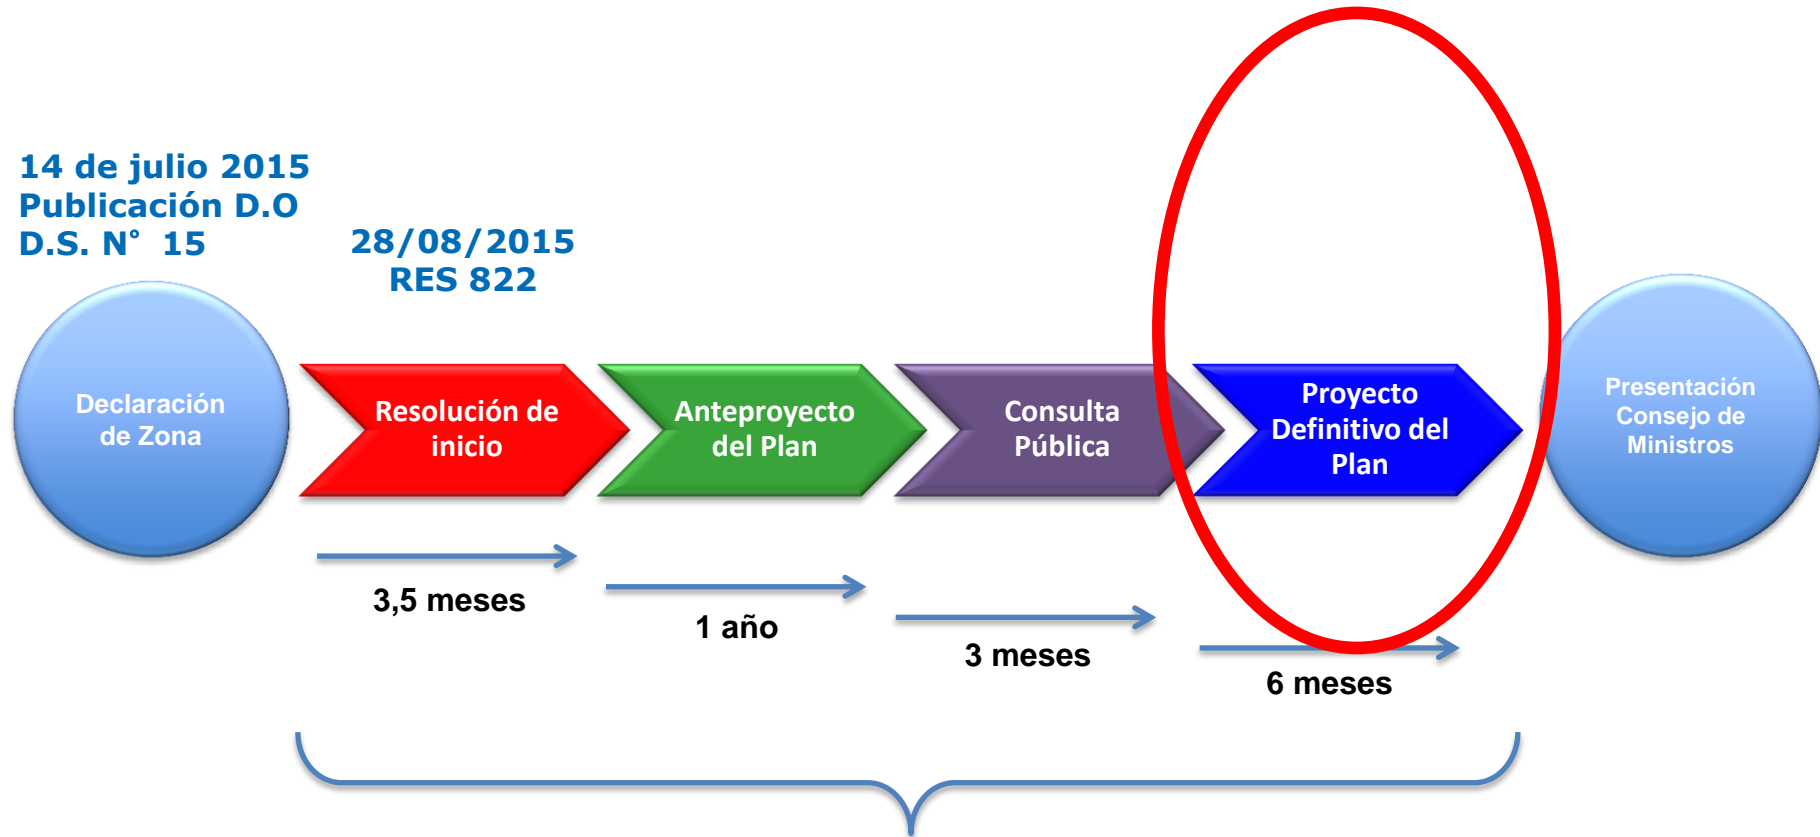 14 de julio 2015
Publicación D.O
D.S. N° 15
28/08/2015
RES 822
Declaración
de Zona
Resolución de
inicio
Anteproyecto
del Plan
Consulta
Pública
Proyecto
Definitivo del
Plan
Presentación
Consejo de
Ministros
3,5 meses
1 año
3 meses
6 meses